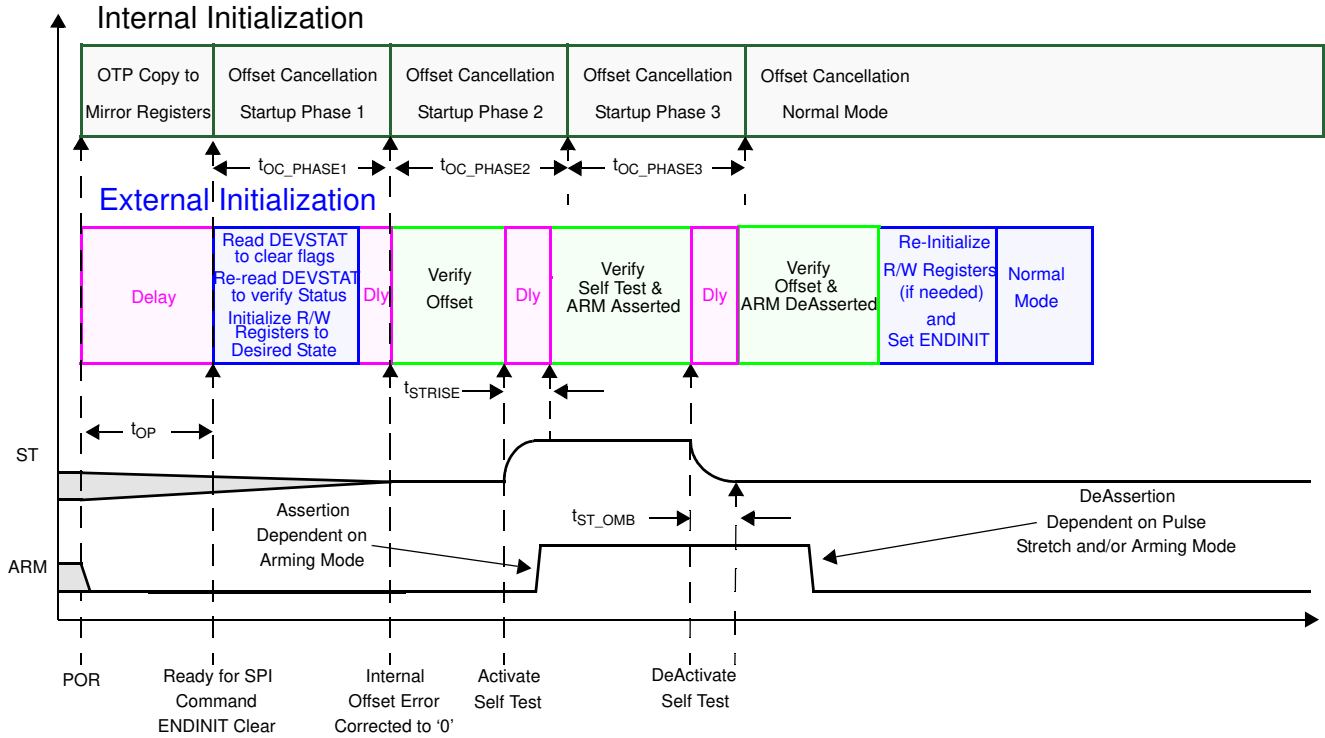 Internal Initialization
OTP Copy to
Mirror Registers
Offset Cancellation
Startup Phase 1
Offset Cancellation
Startup Phase 2
Offset Cancellation
Startup Phase 3
Offset Cancellation
Normal Mode
tOC_PHASE1
tOC_PHASE2
tOC_PHASE3
External Initialization
Delay
Read DEVSTAT
to clear flags
Re-read DEVSTAT
to verify Status
Initialize R/W
Registers to
Desired State
Dly
Verify
Offset
Dly
Verify
Self Test &
ARM Asserted
Dly
Verify
Offset &
ARM DeAsserted
Re-Initialize
R/W Registers
(if needed)
and
Set ENDINIT
Normal
Mode
tSTRISE
tOP
ST
Assertion
Dependent on
Arming Mode
tST_OMB
DeAssertion
Dependent on Pulse
Stretch and/or Arming Mode
ARM
POR
Ready for SPI
Command
ENDINIT Clear
Internal
Offset Error
Corrected to ‘0’
Activate
Self Test
DeActivate
Self Test